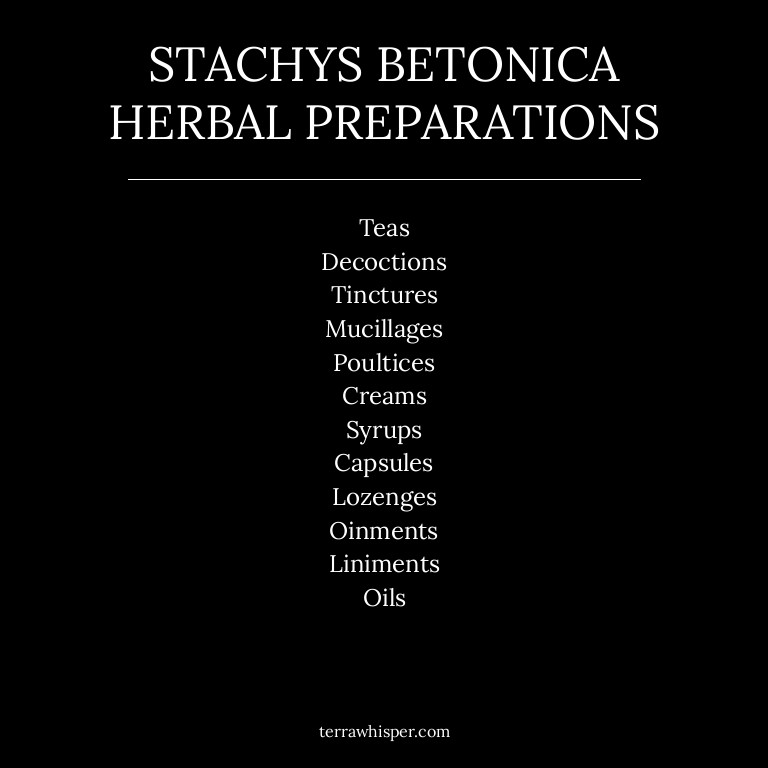 STACHYS BETONICA
HERBAL PREPARATIONS
Teas
Decoctions
Tinctures
Mucillages
Poultices
Creams
Syrups
Capsules
Lozenges
Oinments
Liniments
Oils
terrawhisper.com